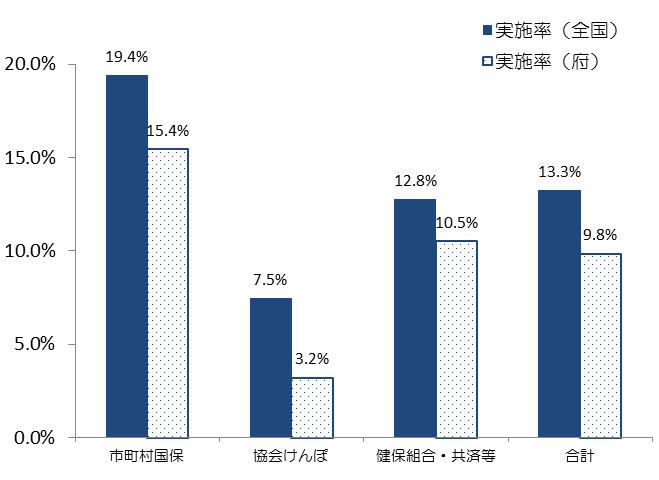 実施率（全国）
実施率（府）
20.0%
15.0%
10.0%
5.0%
0.0%
19.4%
15.4%
7.5%
3.2%
12.8%
10.5%
13.3%
9.8%
市町村国保
協会けんぽ
健保組合・共済等
合計